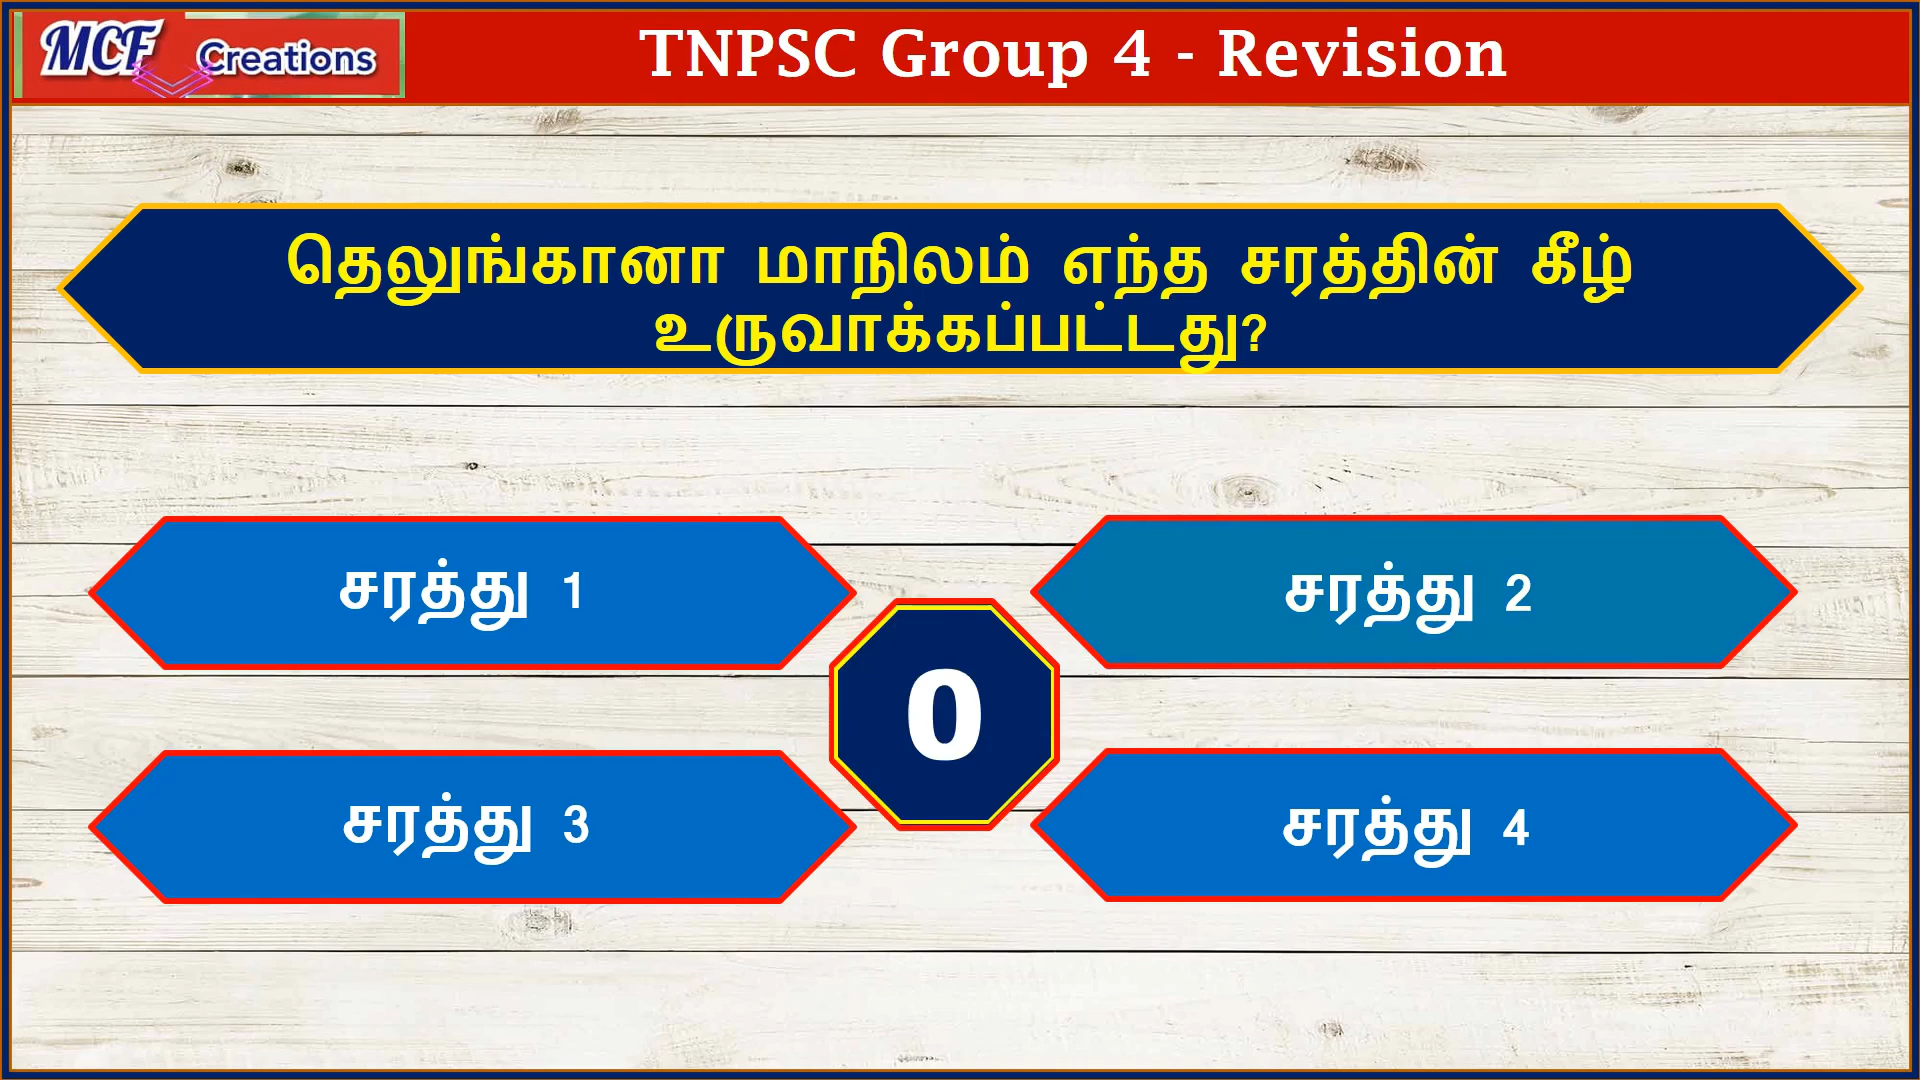 MCF Creations
TNPSC Group 4 - Revision
தெலுங்கானா மாநிலம் எந்த சரத்தின் கீழ்
உருவாக்கப்பட்டது?
சரத்து 1
சரத்து 2
0
சரத்து 3
சரத்து 4